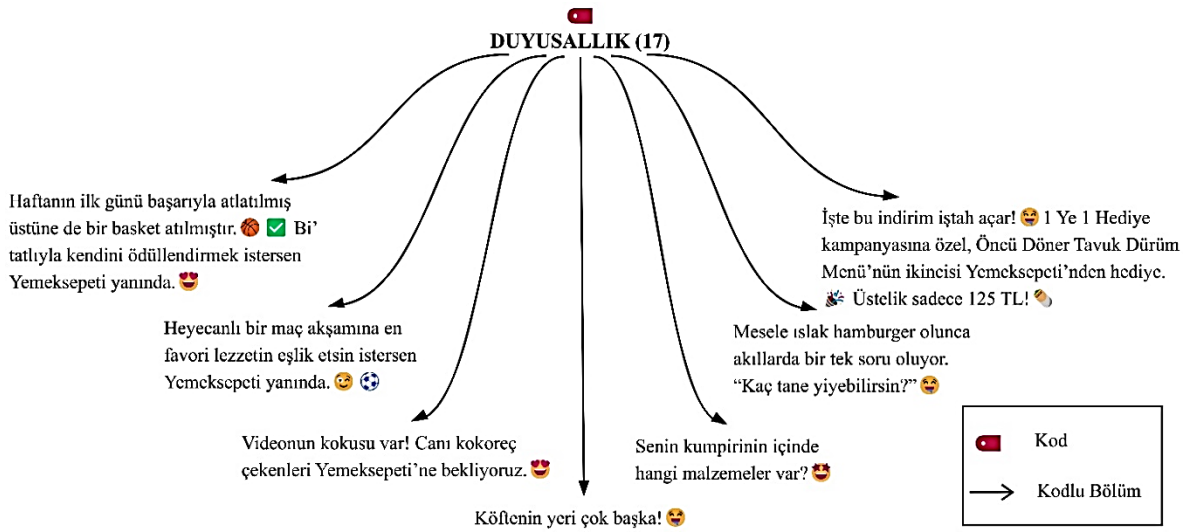 DUYUSALLIK (17)
Haftanın ilk günü başarıyla atlatılmış
üstüne de bir basket atılmıştır. 🏀 ✅ Bi’
tatlıyla kendini ödüllendirmek istersen
Yemeksepeti yanında. 😍
Heyecanlı bir maç akşamına en
favori lezzetin eşlik etsin istersen
Yemeksepeti yanında. 😉 ⚽
Videonun kokusu var! Canı kokoreç
çekenleri Yemeksepeti’ne bekliyoruz. 😍
Köftenin yeri çok başka! 🤤
Senin kumpirinin içinde
hangi malzemeler var? 🤩
Mesele ıslak hamburger olunca
akıllarda bir tek soru oluyor.
“Kaç tane yiyebilirsin?” 🤤
İşte bu indirim iştah açar! 🤤 1 Ye 1 Hediye
kampanyasına özel, Öncü Döner Tavuk Dürüm
Menü’nün ikincisi Yemeksepeti’nden hediye.
🎉 Üstelik sadece 125 TL! 🌯
Kod
Kodlu Bölüm